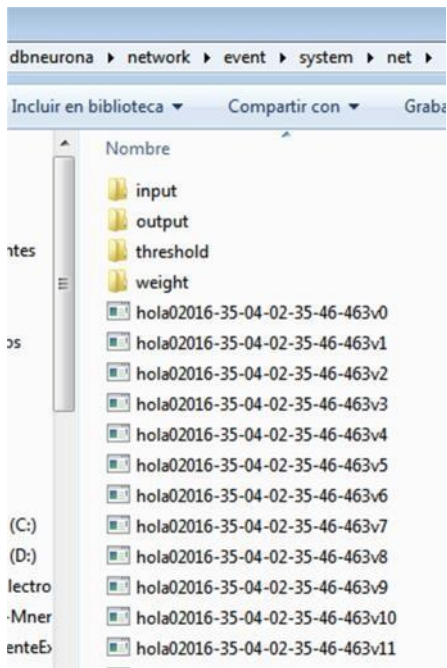 dbneurona ▸ network ▸ event ▸ system ▸ net ▸
Incluir en biblioteca ▾ Compartir con ▾ Graba
Nombre
input
output
ntes threshold
weight
hola02016-35-04-02-35-46-463v0
os hola02016-35-04-02-35-46-463v1
hola02016-35-04-02-35-46-463v2
hola02016-35-04-02-35-46-463v3
hola02016-35-04-02-35-46-463v4
hola02016-35-04-02-35-46-463v5
hola02016-35-04-02-35-46-463v6
(C:) hola02016-35-04-02-35-46-463v7
(D:) hola02016-35-04-02-35-46-463v8
lectro hola02016-35-04-02-35-46-463v9
-Mner hola02016-35-04-02-35-46-463v10
enteEx hola02016-35-04-02-35-46-463v11